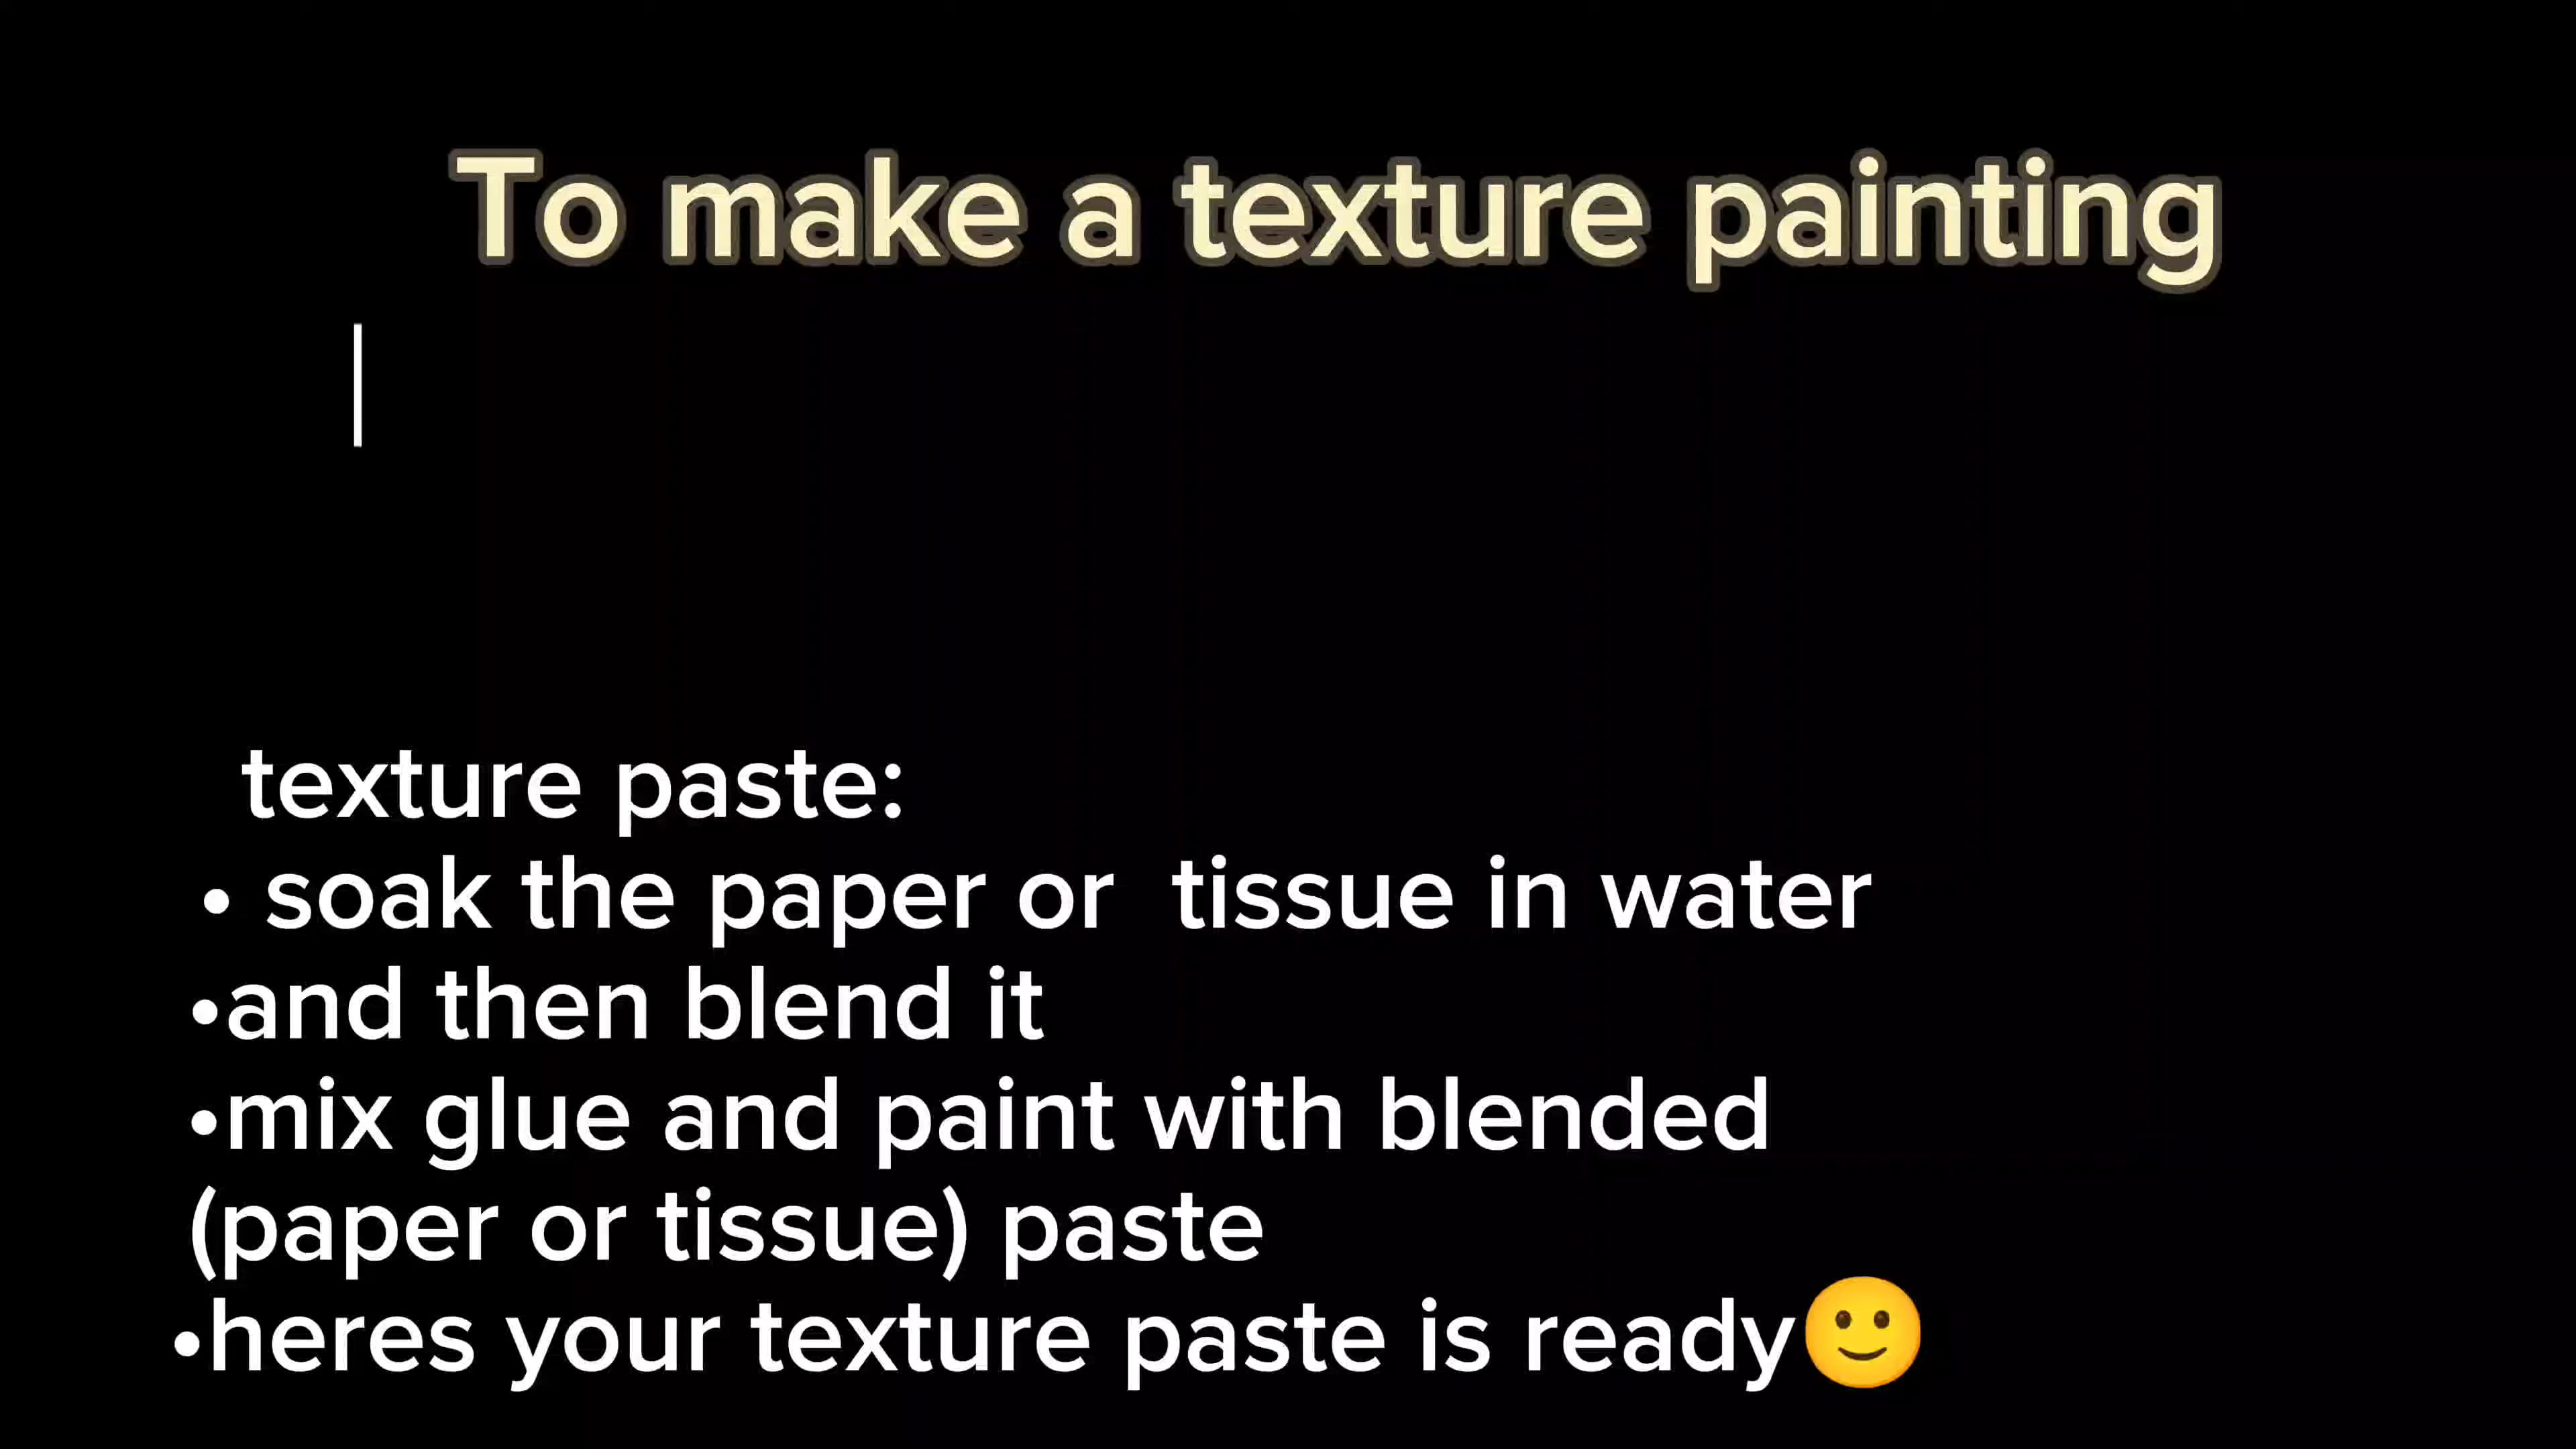 To make a texture painting
texture paste:
• soak the paper or  tissue in water
•and then blend it
•mix glue and paint with blended
(paper or tissue) paste
•heres your texture paste is ready🙂